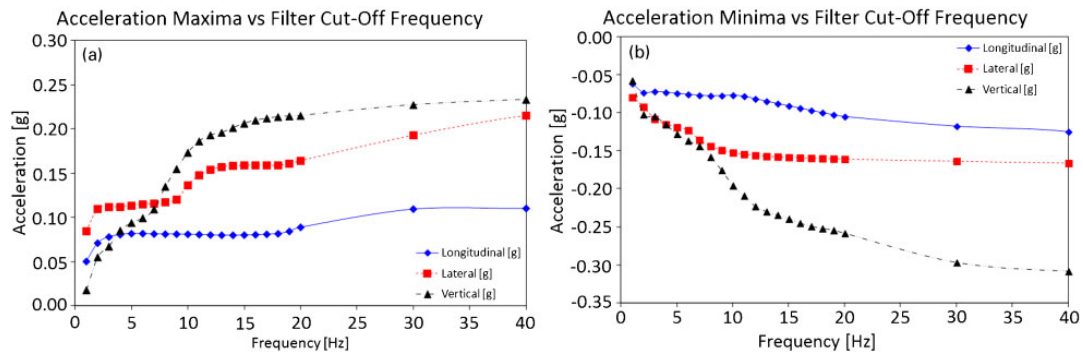 Acceleration Maxima vs Filter Cut-Off Frequency
(a)
Acceleration [g]
0.30
0.25
0.20
0.15
0.10
0.05
0.00
Longitudinal [g]
Lateral [g]
Vertical [g]
0 5 10 15 20 25 30 35 40
Frequency [Hz]
Acceleration Minima vs Filter Cut-Off Frequency
(b)
Acceleration [g]
0.00
-0.05
-0.10
-0.15
-0.20
-0.25
-0.30
-0.35
Longitudinal [g]
Lateral [g]
Vertical [g]
0 5 10 15 20 25 30 35 40
Frequency [Hz]